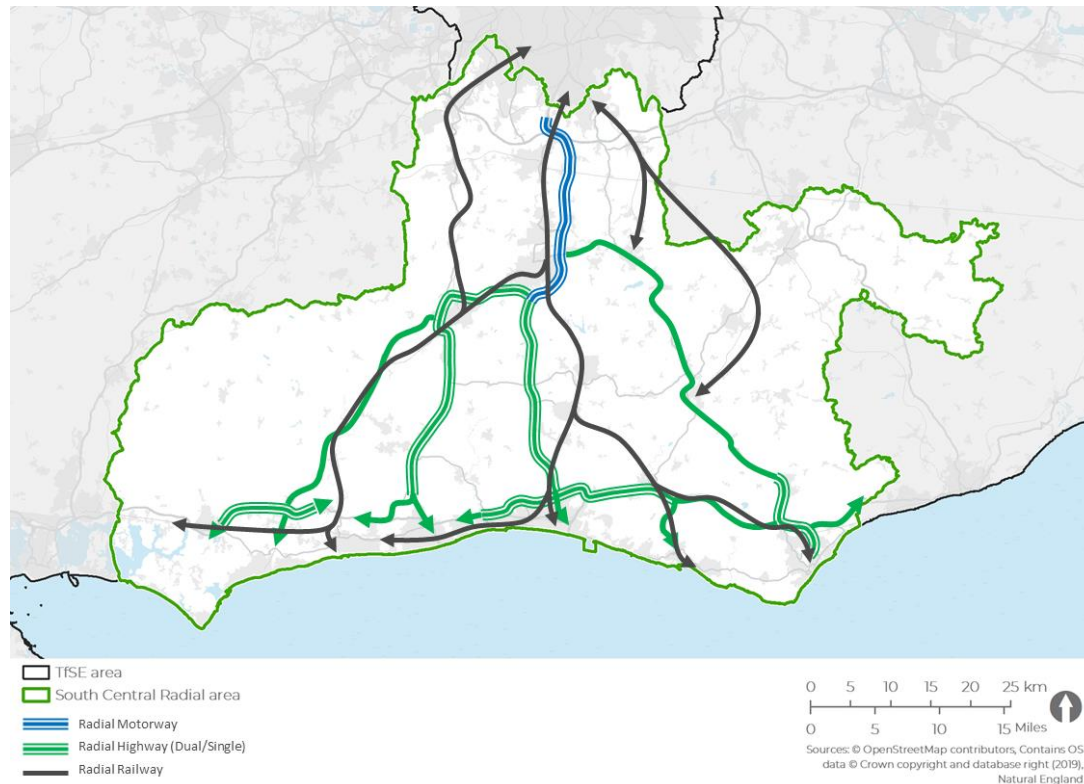 TfSE area
South Central Radial area
Radial Motorway
Radial Highway (Dual/Single)
Radial Railway
0 5 10 15 20 25 km
0 5 10 15 Miles
Sources: © OpenStreetMap contributors, Contains OS
data © Crown copyright and database right (2019),
Natural England